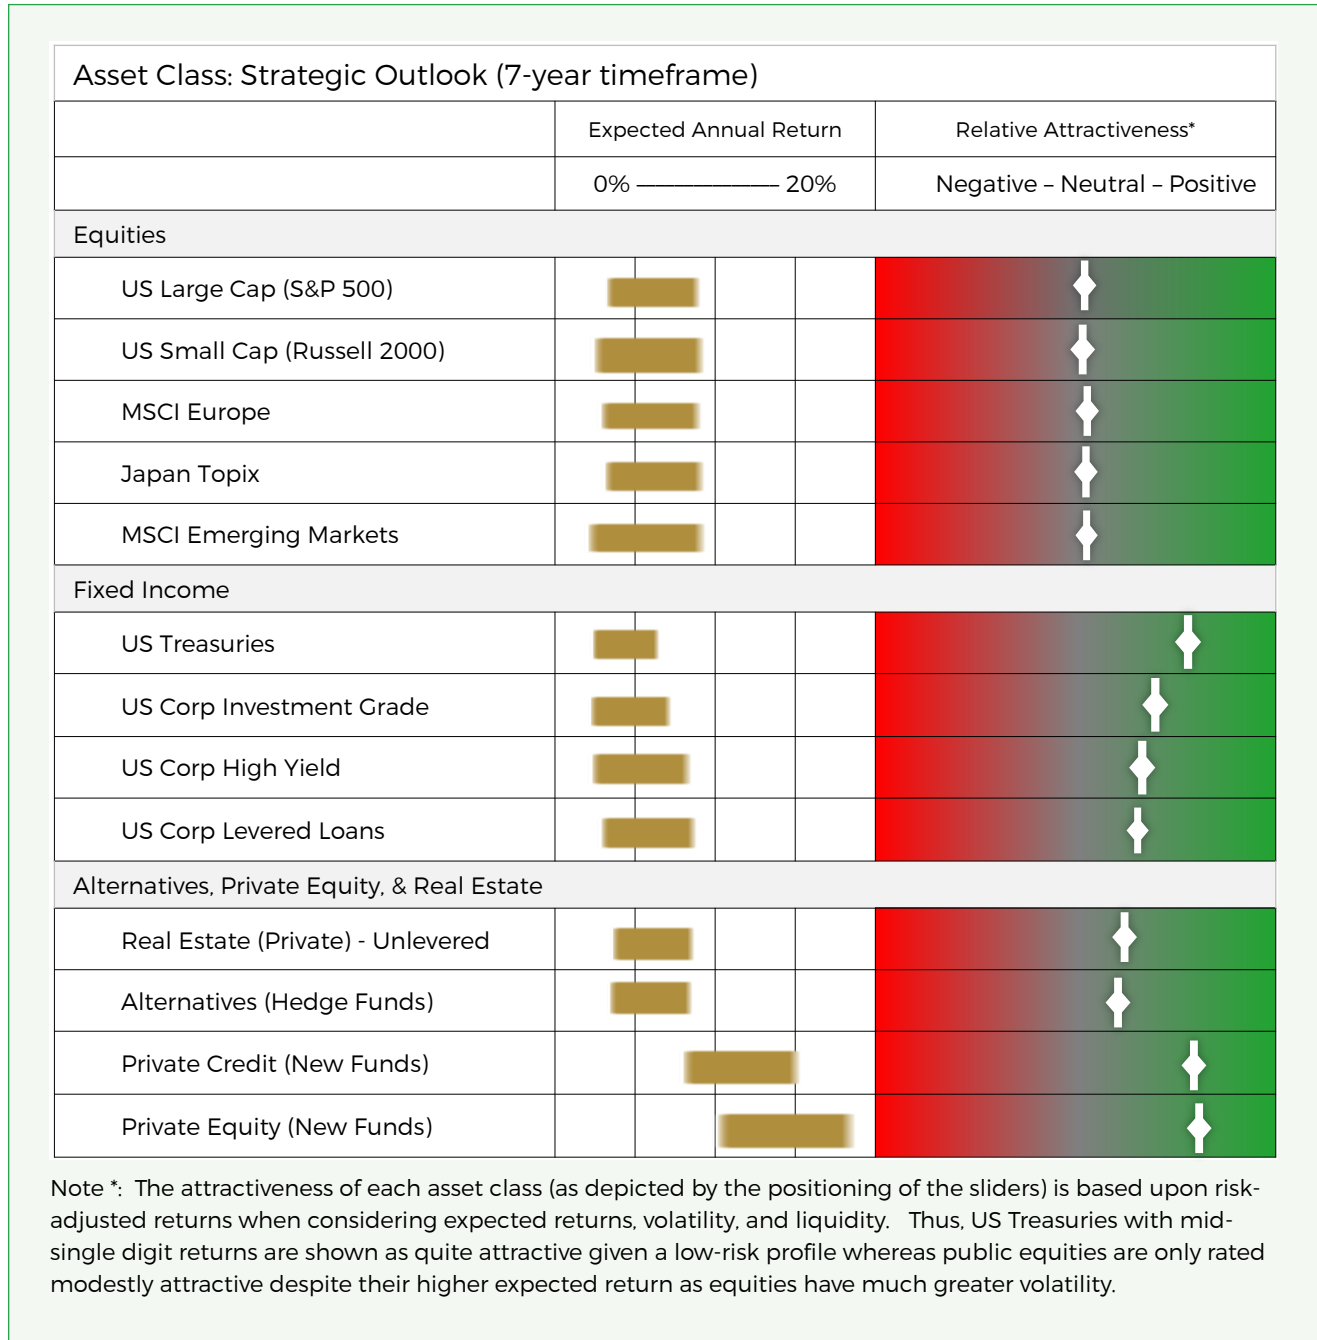 Asset Class: Strategic Outlook (7-year timeframe)
Expected Annual Return
Relative Attractiveness*
0% ———————– 20%
Negative – Neutral – Positive
Equities
US Large Cap (S&P 500)
US Small Cap (Russell 2000)
MSCI Europe
Japan Topix
MSCI Emerging Markets
Fixed Income
US Treasuries
US Corp Investment Grade
US Corp High Yield
US Corp Levered Loans
Alternatives, Private Equity, & Real Estate
Real Estate (Private) - Unlevered
Alternatives (Hedge Funds)
Private Credit (New Funds)
Private Equity (New Funds)
Note *:  The attractiveness of each asset class (as depicted by the positioning of the sliders) is based upon risk-
adjusted returns when considering expected returns, volatility, and liquidity.   Thus, US Treasuries with mid-
single digit returns are shown as quite attractive given a low-risk profile whereas public equities are only rated
modestly attractive despite their higher expected return as equities have much greater volatility.